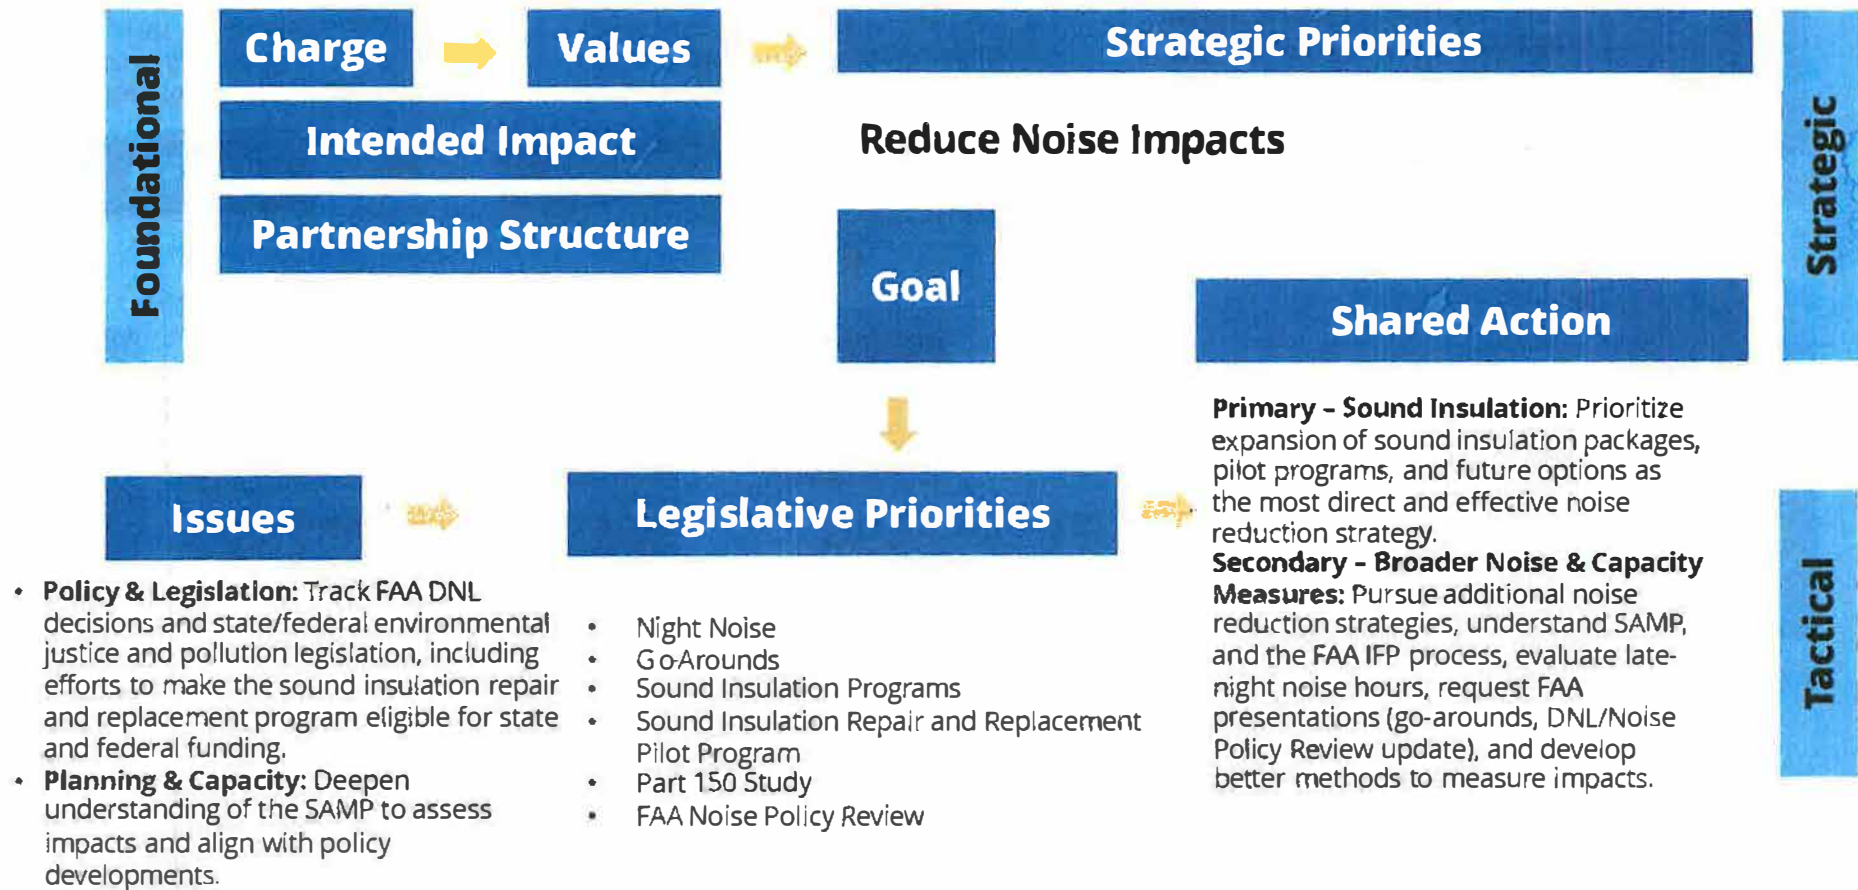 Foundational
Charge
Values
Strategic Priorities
Strategic
Intended Impact
Reduce Noise Impacts
Partnership Structure
Goal
Shared Action
Primary – Sound Insulation: Prioritize
expansion of sound insulation packages,
pilot programs, and future options as
the most direct and effective noise
reduction strategy.
Secondary – Broader Noise & Capacity
Measures: Pursue additional noise
reduction strategies, understand SAMP,
and the FAA IFP process, evaluate late-
night noise hours, request FAA
presentations (go-arounds, DNL/Noise
Policy Review update), and develop
better methods to measure impacts.
Tactical
Issues
• Policy & Legislation: Track FAA DNL
decisions and state/federal environmental
justice and pollution legislation, including
efforts to make the sound insulation repair
and replacement program eligible for state
and federal funding.
• Planning & Capacity: Deepen
understanding of the SAMP to assess
impacts and align with policy
developments.
Legislative Priorities
• Night Noise
• Go-Arounds
• Sound Insulation Programs
• Sound Insulation Repair and Replacement
Pilot Program
• Part 150 Study
• FAA Noise Policy Review